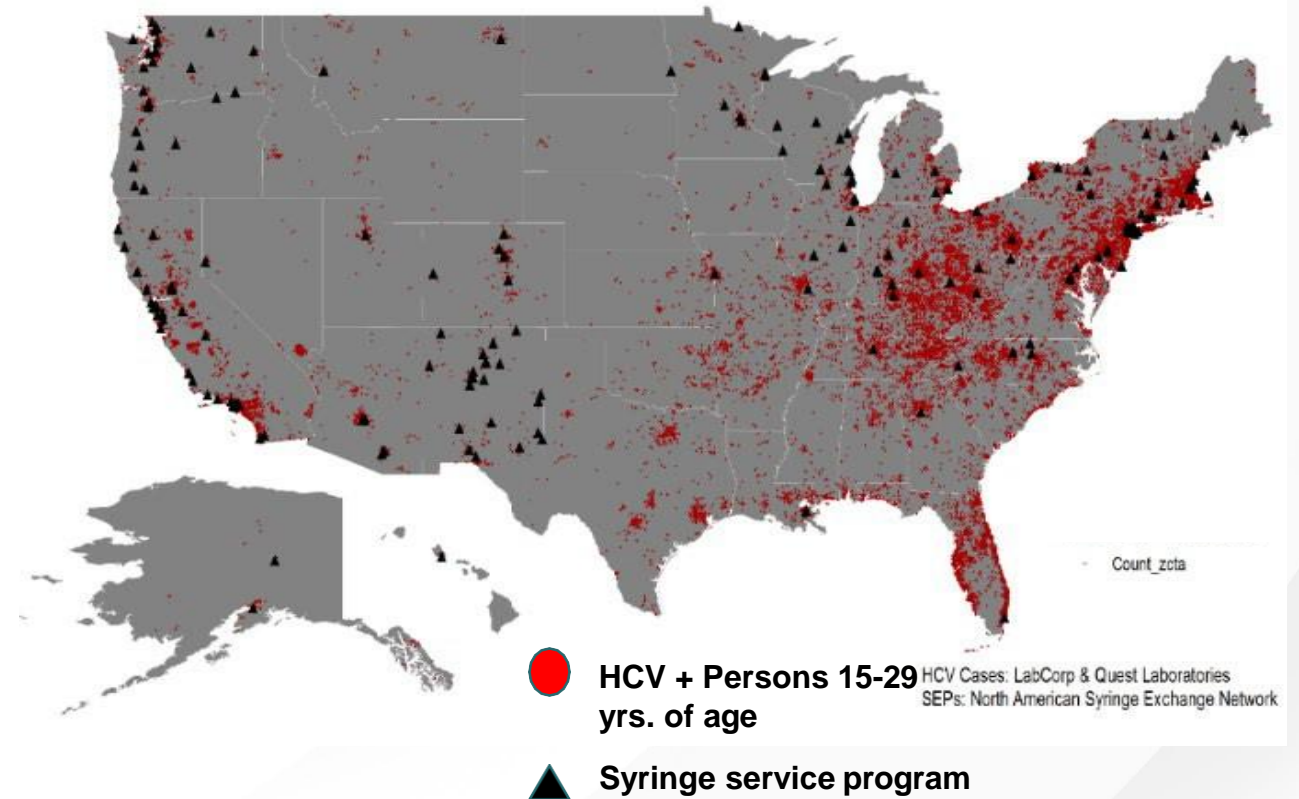 Count_zcta
HCV + Persons 15-29
yrs. of age
HCV Cases: LabCorp & Quest Laboratories
SEPs: North American Syringe Exchange Network
Syringe service program